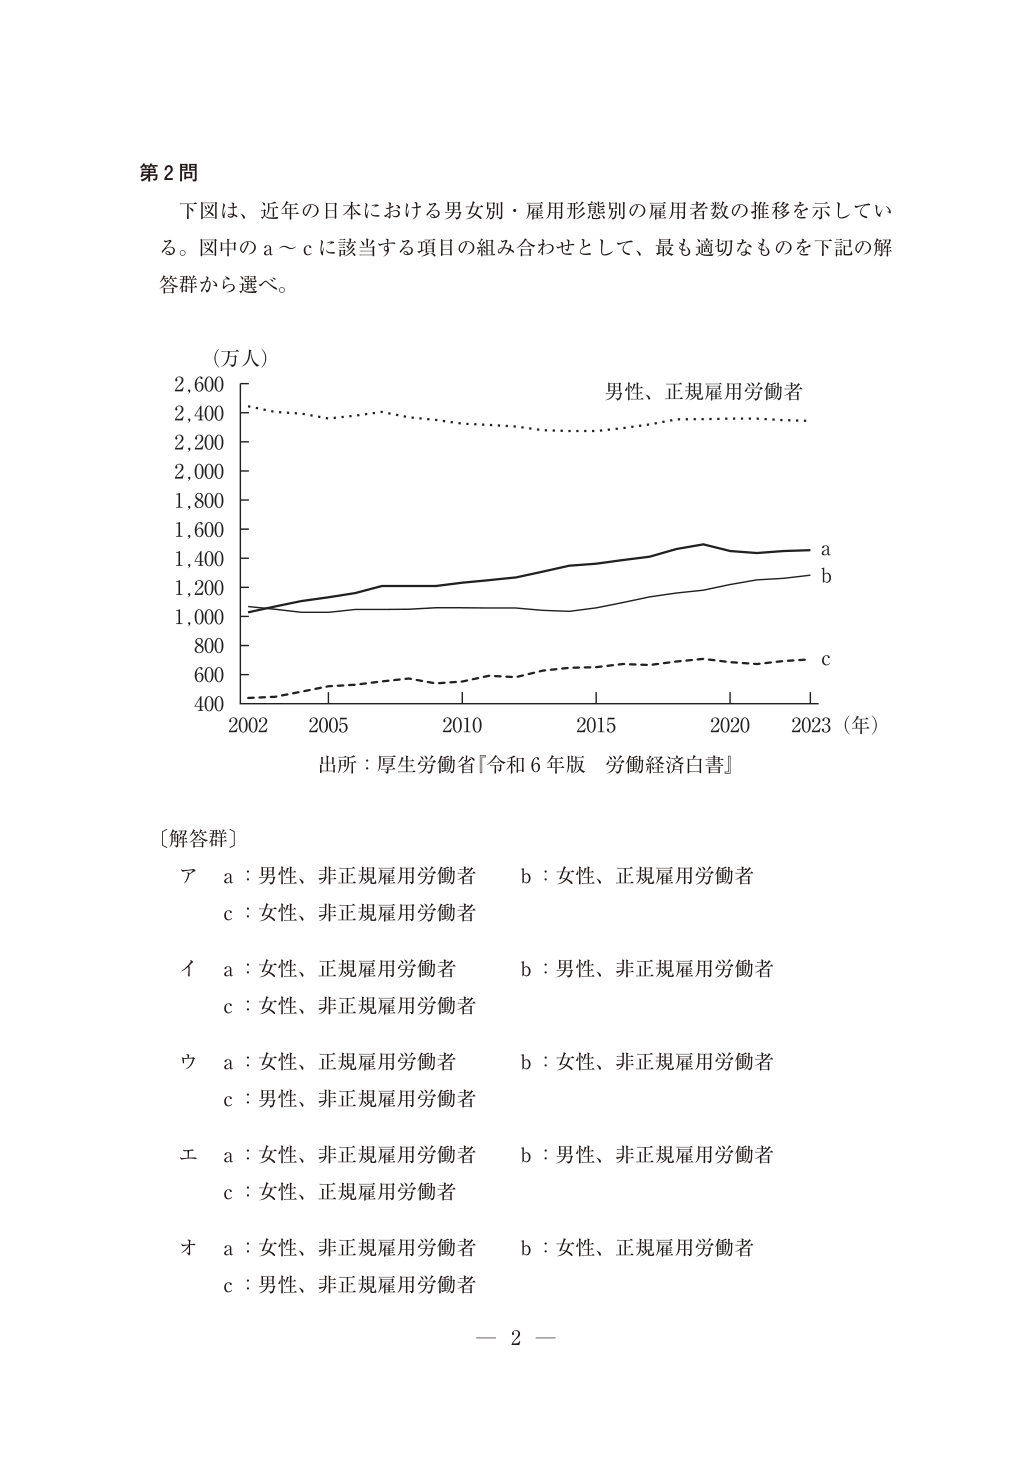 第2問
下図は、近年の日本における男女別・雇用形態別の雇用者数の推移を示してい
る。図中のa～cに該当する項目の組み合わせとして、最も適切なものを下記の解
答群から選べ。
（万人）
2,600
2,400
2,200
2,000
1,800
1,600
1,400
1,200
1,000
800
600
400
男性、正規雇用労働者
a
b
c
2002 2005 2010 2015 2020 2023（年）
出所：厚生労働省『令和6年版　労働経済白書』
〔解答群〕
ア　a：男性、非正規雇用労働者　　b：女性、正規雇用労働者
c：女性、非正規雇用労働者
イ　a：女性、正規雇用労働者　　b：男性、非正規雇用労働者
c：女性、非正規雇用労働者
ウ　a：女性、正規雇用労働者　　b：女性、非正規雇用労働者
c：男性、非正規雇用労働者
エ　a：女性、非正規雇用労働者　　b：男性、非正規雇用労働者
c：女性、正規雇用労働者
オ　a：女性、非正規雇用労働者　　b：女性、正規雇用労働者
c：男性、非正規雇用労働者
— 2 —